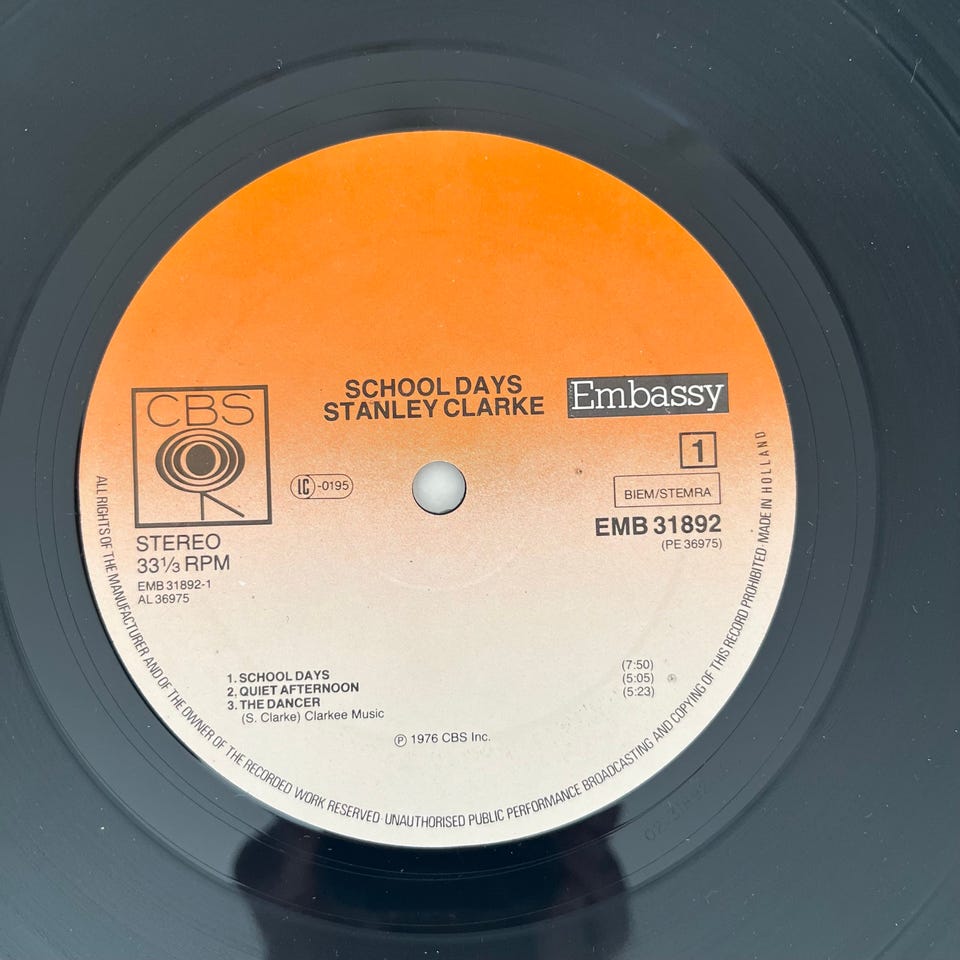 SCHOOL DAYS
STANLEY CLARKE
Embassy
CBS
1
LC-0195
BIEM/STEMRA
EMB 31892
(PE 36975)
STEREO
33⅓ RPM
EMB 31892-1
AL 36975
1. SCHOOL DAYS (7:50)
2. QUIET AFTERNOON (5:05)
3. THE DANCER (5:23)
(S. Clarke) Clarkee Music
℗ 1976 CBS Inc.
ALL RIGHTS OF THE MANUFACTURER AND OF THE OWNER OF THE RECORDED WORK RESERVED · UNAUTHORISED PUBLIC PERFORMANCE BROADCASTING AND COPYING OF THIS RECORD PROHIBITED · MADE IN HOLLAND